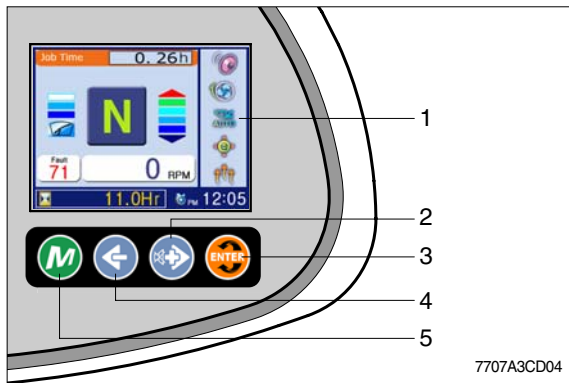 Job Time 0.26h
N
Fault
71
0 RPM
11.0Hr PM 12:05
M
ENTER
1
2
3
4
5
7707A3CD04